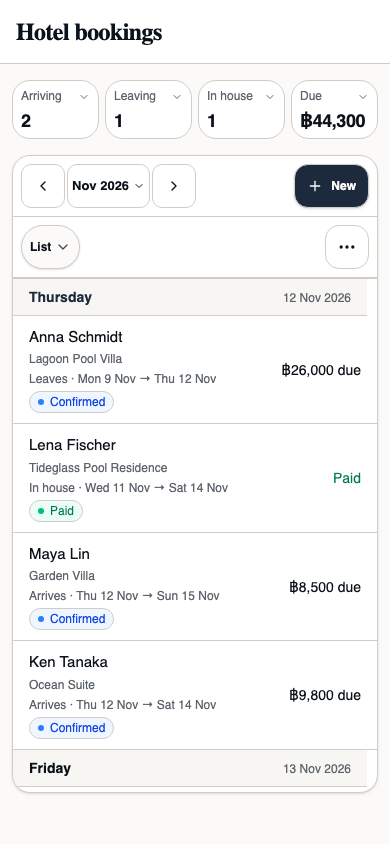 Hotel bookings
Arriving
2
Leaving
1
In house
1
Due
฿44,300
Nov 2026
+ New
List
...
Thursday 12 Nov 2026
Anna Schmidt
Lagoon Pool Villa
Leaves · Mon 9 Nov → Thu 12 Nov
฿26,000 due
Confirmed
Lena Fischer
Tideglass Pool Residence
In house · Wed 11 Nov → Sat 14 Nov
Paid
Paid
Maya Lin
Garden Villa
Arrives · Thu 12 Nov → Sun 15 Nov
฿8,500 due
Confirmed
Ken Tanaka
Ocean Suite
Arrives · Thu 12 Nov → Sat 14 Nov
฿9,800 due
Confirmed
Friday 13 Nov 2026